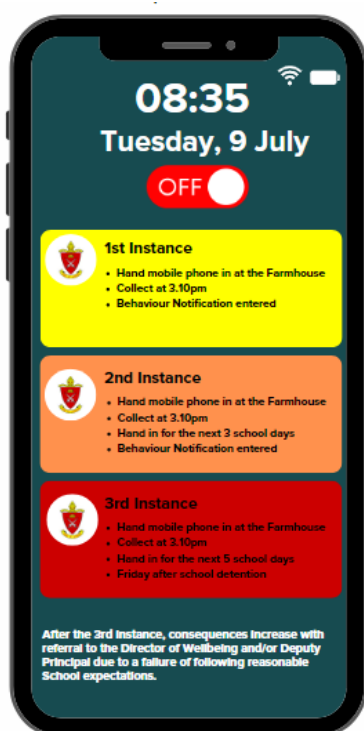 08:35
Tuesday, 9 July
OFF
1st Instance
• Hand mobile phone in at the Farmhouse
• Collect at 3.10pm
• Behaviour Notification entered
2nd Instance
• Hand mobile phone in at the Farmhouse
• Collect at 3.10pm
• Hand in for the next 3 school days
• Behaviour Notification entered
3rd Instance
• Hand mobile phone in at the Farmhouse
• Collect at 3.10pm
• Hand in for the next 5 school days
• Friday after school detention
After the 3rd Instance, consequences increase with
referral to the Director of Wellbeing and/or Deputy
Principal due to a failure of following reasonable
School expectations.